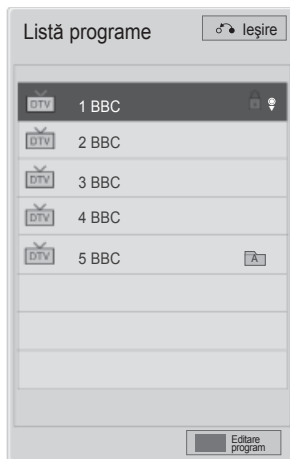 Listă programe
Ieşire
DTV 1 BBC
DTV 2 BBC
DTV 3 BBC
DTV 4 BBC
DTV 5 BBC A
Editare
program